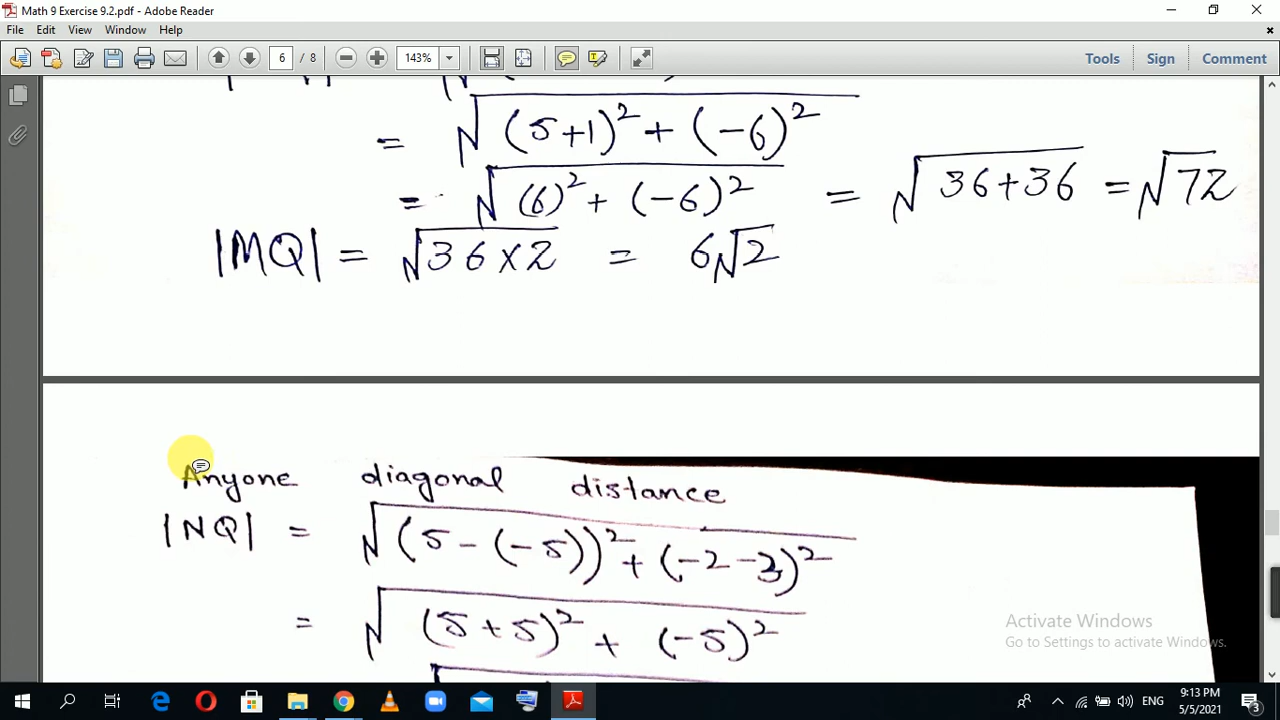 Math 9 Exercise 9.2.pdf - Adobe Reader
File Edit View Window Help
6 / 8 143% Tools Sign Comment
= √(5+1)² + (-6)²
= √(6)² + (-6)² = √36+36 = √72
|MQ| = √36×2 = 6√2
Anyone diagonal distance
|NQ| = √(5-(-5))² + (-2-3)²
= √(5+5)² + (-5)²
Activate Windows
Go to Settings to activate Windows.
ENG
9:13 PM
5/5/2021
3